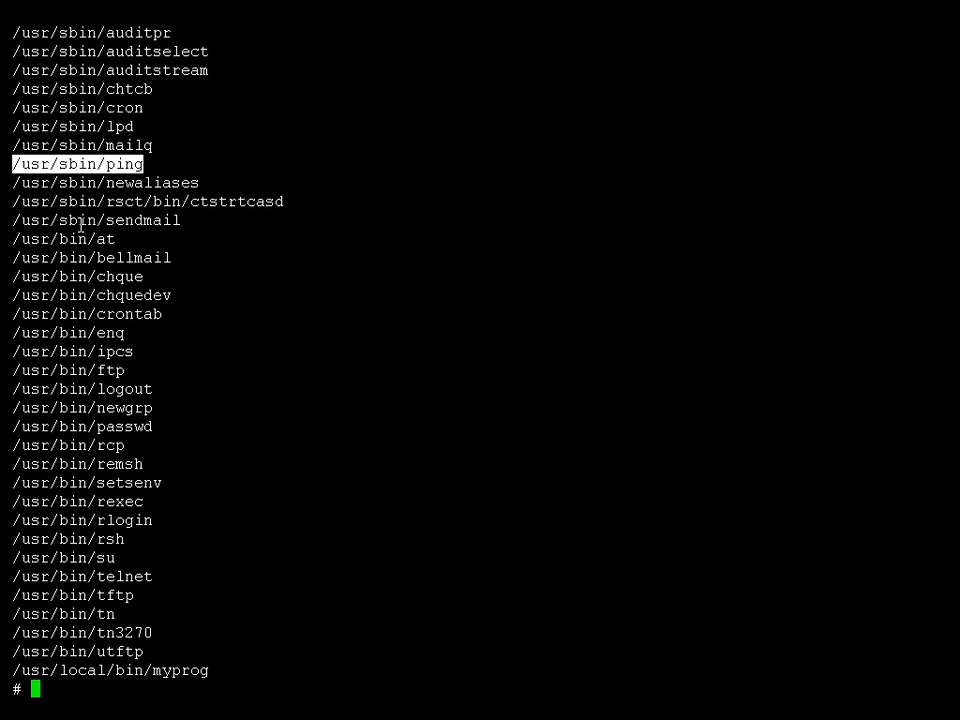 /usr/sbin/auditpr
/usr/sbin/auditselect
/usr/sbin/auditstream
/usr/sbin/chtcb
/usr/sbin/cron
/usr/sbin/lpd
/usr/sbin/mailq
/usr/sbin/ping
/usr/sbin/newaliases
/usr/sbin/rsct/bin/ctstrtcasd
/usr/sbin/sendmail
/usr/bin/at
/usr/bin/bellmail
/usr/bin/chque
/usr/bin/chquedev
/usr/bin/crontab
/usr/bin/enq
/usr/bin/ipcs
/usr/bin/ftp
/usr/bin/logout
/usr/bin/newgrp
/usr/bin/passwd
/usr/bin/rcp
/usr/bin/remsh
/usr/bin/setsenv
/usr/bin/rexec
/usr/bin/rlogin
/usr/bin/rsh
/usr/bin/su
/usr/bin/telnet
/usr/bin/tftp
/usr/bin/tn
/usr/bin/tn3270
/usr/bin/utftp
/usr/local/bin/myprog
#